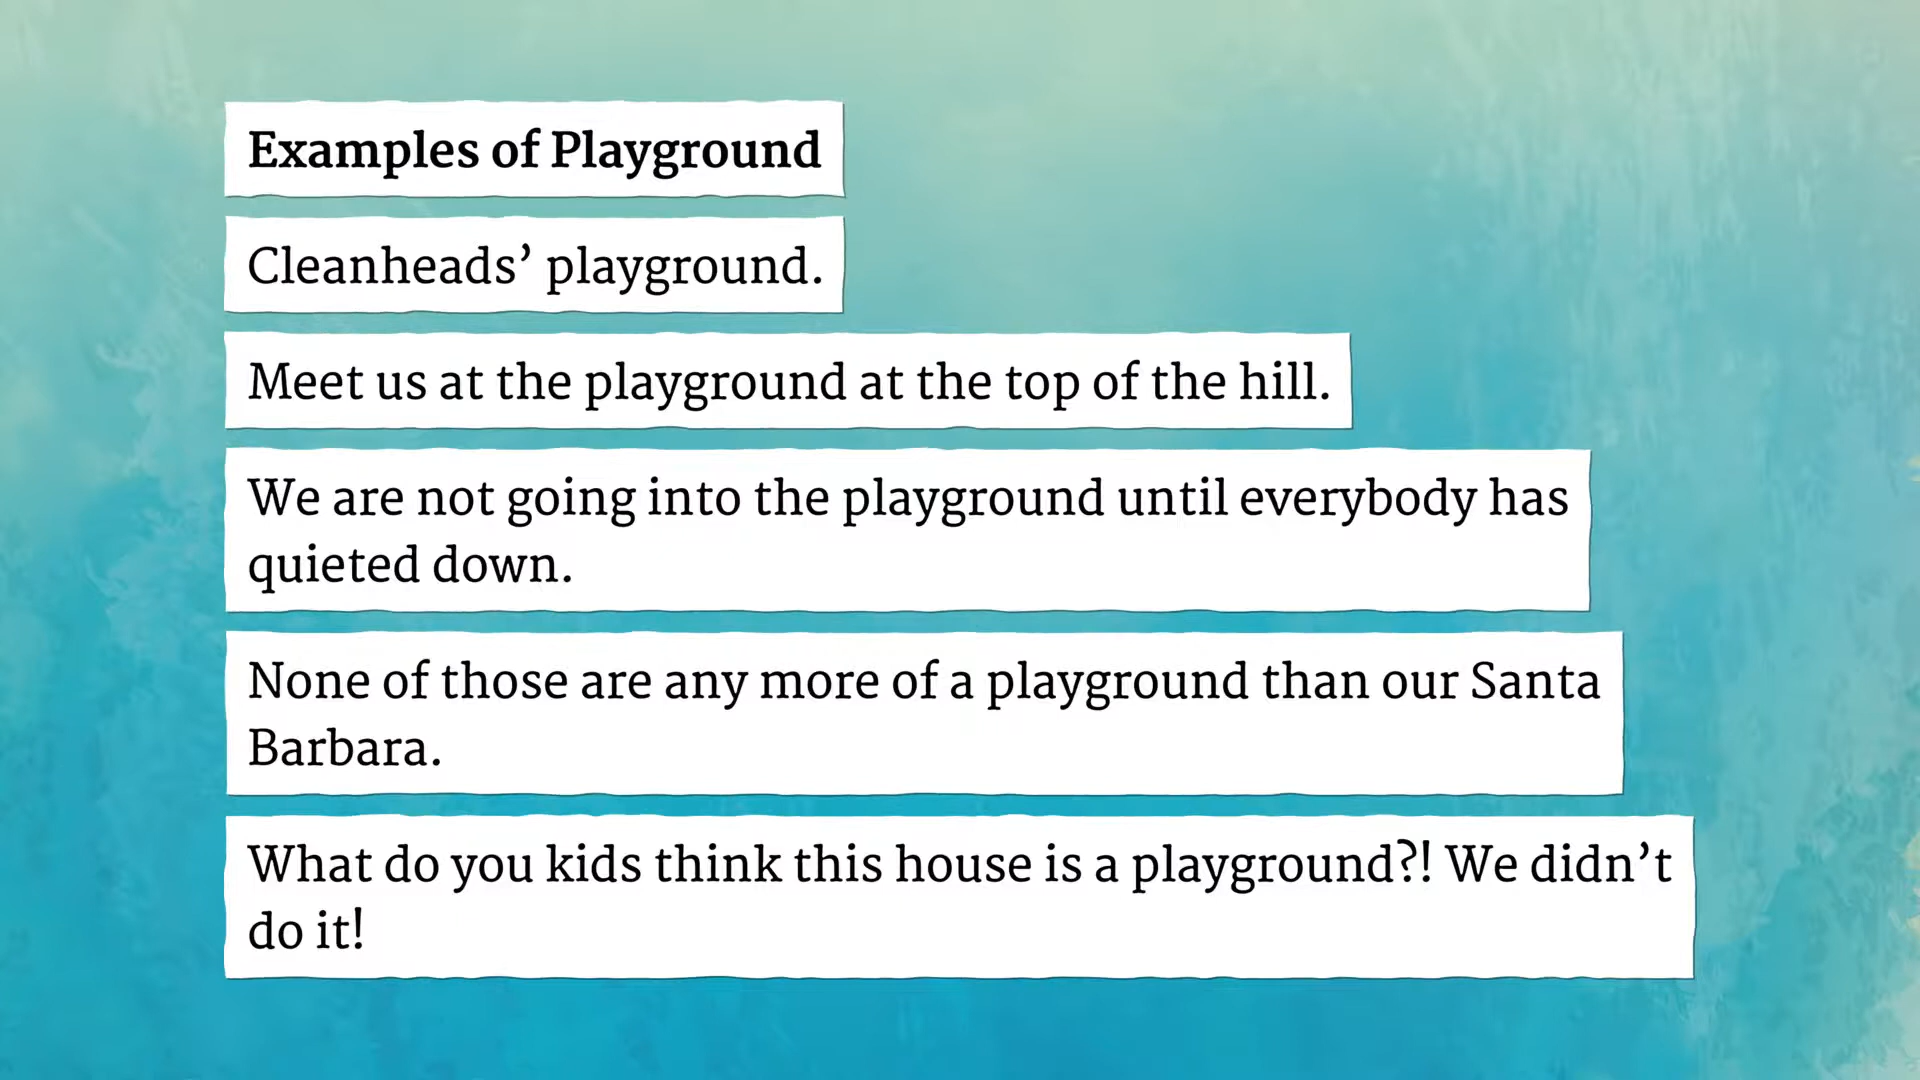 Examples of Playground
Cleanheads’ playground.
Meet us at the playground at the top of the hill.
We are not going into the playground until everybody has
quieted down.
None of those are any more of a playground than our Santa
Barbara.
What do you kids think this house is a playground?! We didn’t
do it!